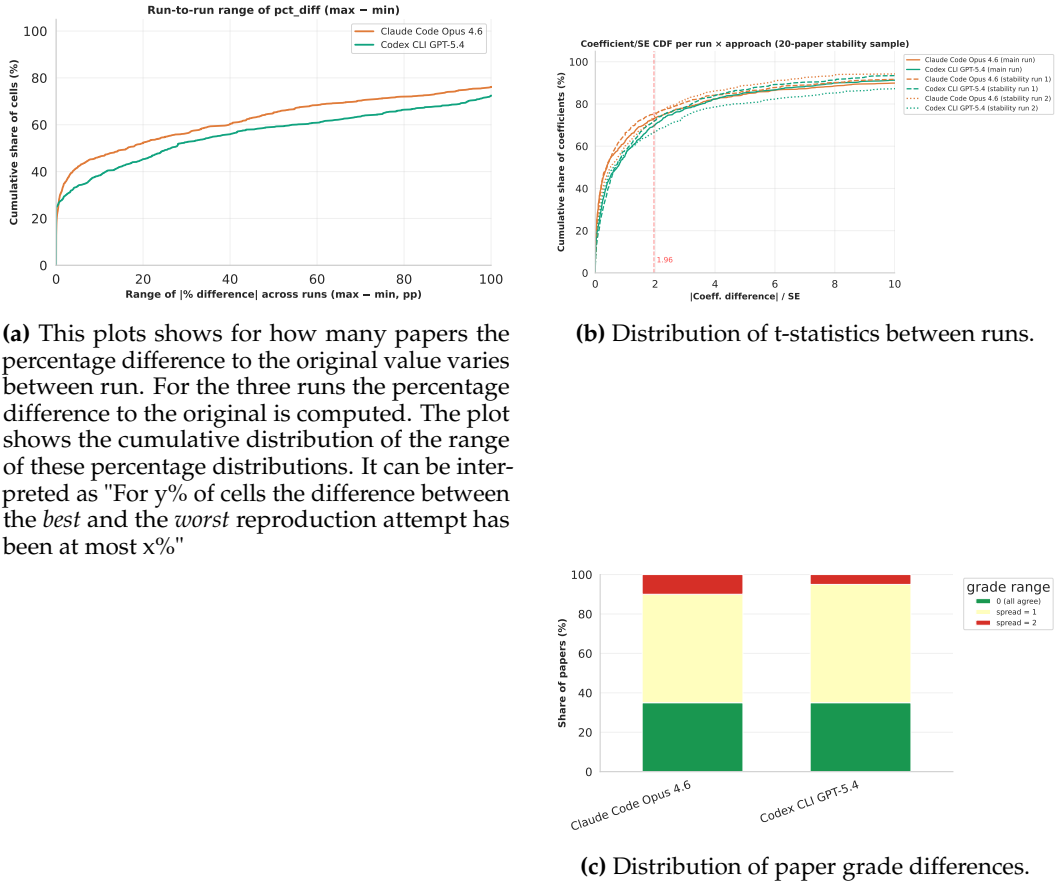 Run-to-run range of pct_diff (max − min)
Claude Code Opus 4.6
Codex CLI GPT-5.4
Cumulative share of cells (%)
100
80
60
40
20
0
0 20 40 60 80 100
Range of |% difference| across runs (max − min, pp)
(a) This plots shows for how many papers the
percentage difference to the original value varies
between run. For the three runs the percentage
difference to the original is computed. The plot
shows the cumulative distribution of the range
of these percentage distributions. It can be inter-
preted as "For y% of cells the difference between
the best and the worst reproduction attempt has
been at most x%"
Coefficient/SE CDF per run × approach (20-paper stability sample)
Claude Code Opus 4.6 (main run)
Codex CLI GPT-5.4 (main run)
Claude Code Opus 4.6 (stability run 1)
Codex CLI GPT-5.4 (stability run 1)
Claude Code Opus 4.6 (stability run 2)
Codex CLI GPT-5.4 (stability run 2)
Cumulative share of coefficients (%)
100
80
60
40
20
0
1.96
0 2 4 6 8 10
|Coeff. difference| / SE
(b) Distribution of t-statistics between runs.
grade range
0 (all agree)
spread = 1
spread = 2
Share of papers (%)
100
80
60
40
20
0
Claude Code Opus 4.6
Codex CLI GPT-5.4
(c) Distribution of paper grade differences.